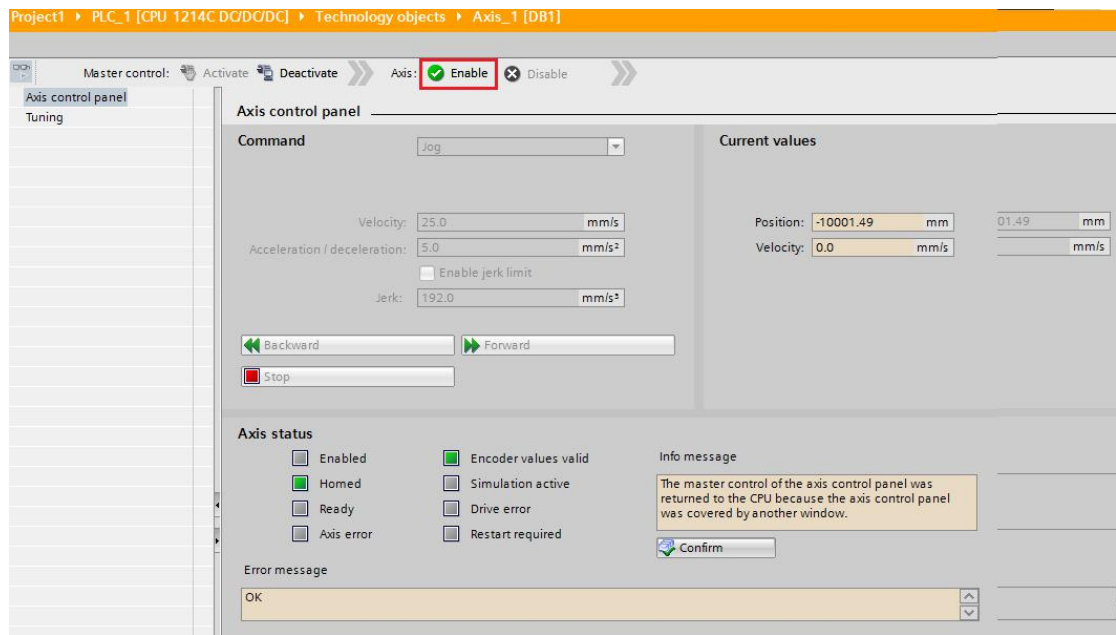 Project1 ▸ PLC_1 [CPU 1214C DC/DC/DC] ▸ Technology objects ▸ Axis_1 [DB1]
Master control: Activate Deactivate Axis: Enable Disable
Axis control panel
Tuning
Axis control panel
Command Jog
Velocity: 25.0 mm/s
Acceleration / deceleration: 5.0 mm/s²
Enable jerk limit
Jerk: 192.0 mm/s³
Backward Forward
Stop
Current values
Position: -10001.49 mm 01.49 mm
Velocity: 0.0 mm/s mm/s
Axis status
Enabled Encoder values valid
Homed Simulation active
Ready Drive error
Axis error Restart required
Info message
The master control of the axis control panel was
returned to the CPU because the axis control panel
was covered by another window.
Confirm
Error message
OK